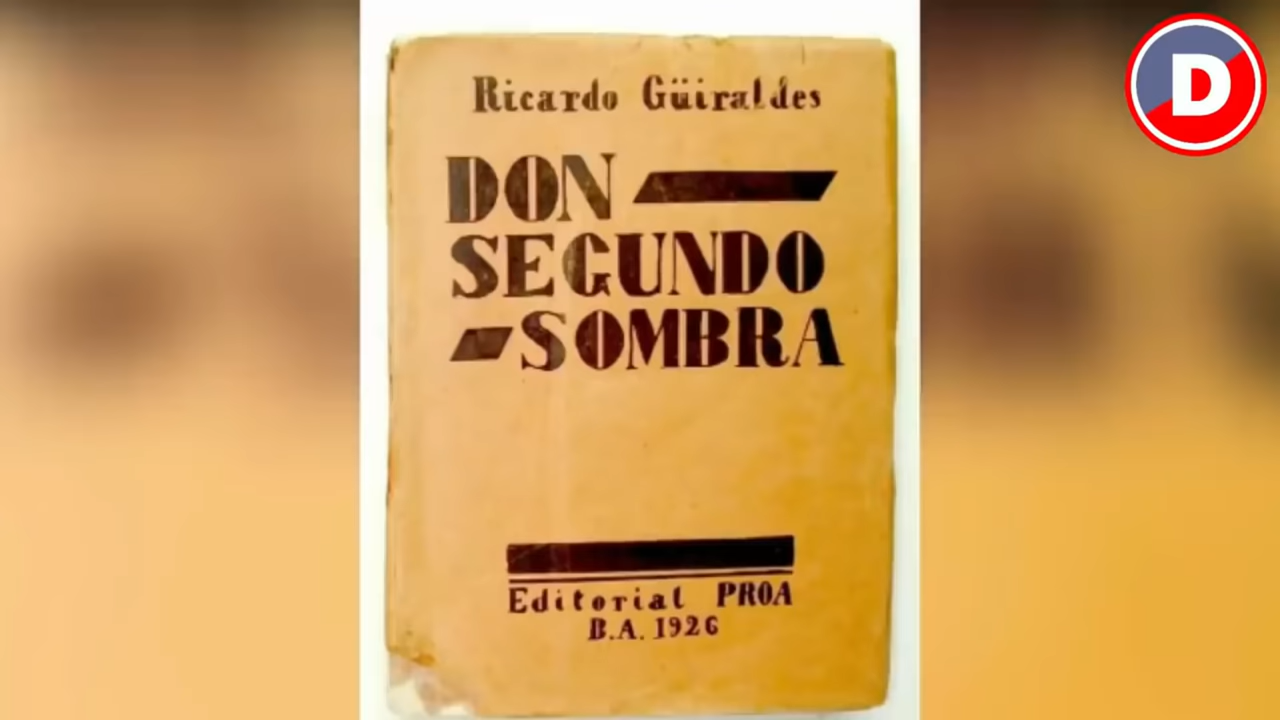 Ricardo Güiraldes
DON
SEGUNDO
SOMBRA
Editorial PROA
B.A. 1926
D